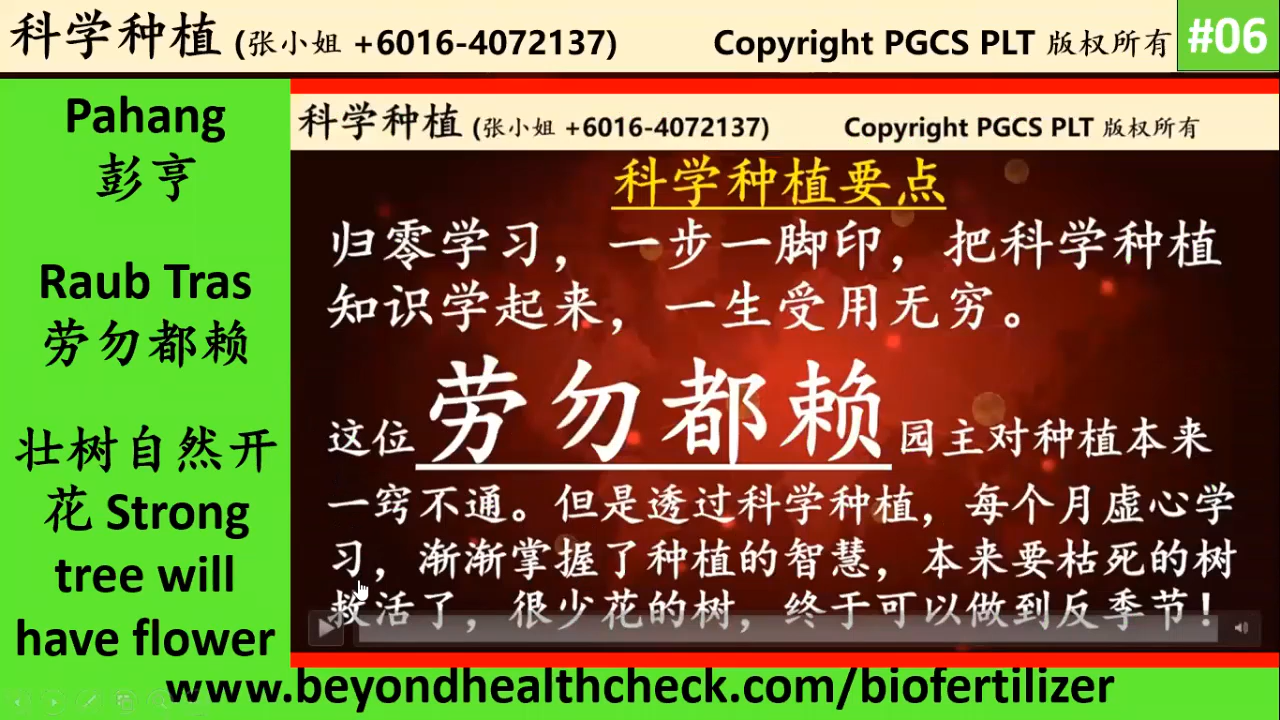 科学种植 (张小姐 +6016-4072137) Copyright PGCS PLT 版权所有 #06
Pahang
彭亨
Raub Tras
劳勿都赖
壮树自然开
花 Strong
tree will
have flower
科学种植 (张小姐 +6016-4072137) Copyright PGCS PLT 版权所有
科学种植要点
归零学习，一步一脚印，把科学种植
知识学起来，一生受用无穷。
这位劳勿都赖园主对种植本来
一窍不通。但是透过科学种植，每个月虚心学
习，渐渐掌握了种植的智慧，本来要枯死的树
救活了，很少花的树，终于可以做到反季节！
www.beyondhealthcheck.com/biofertilizer